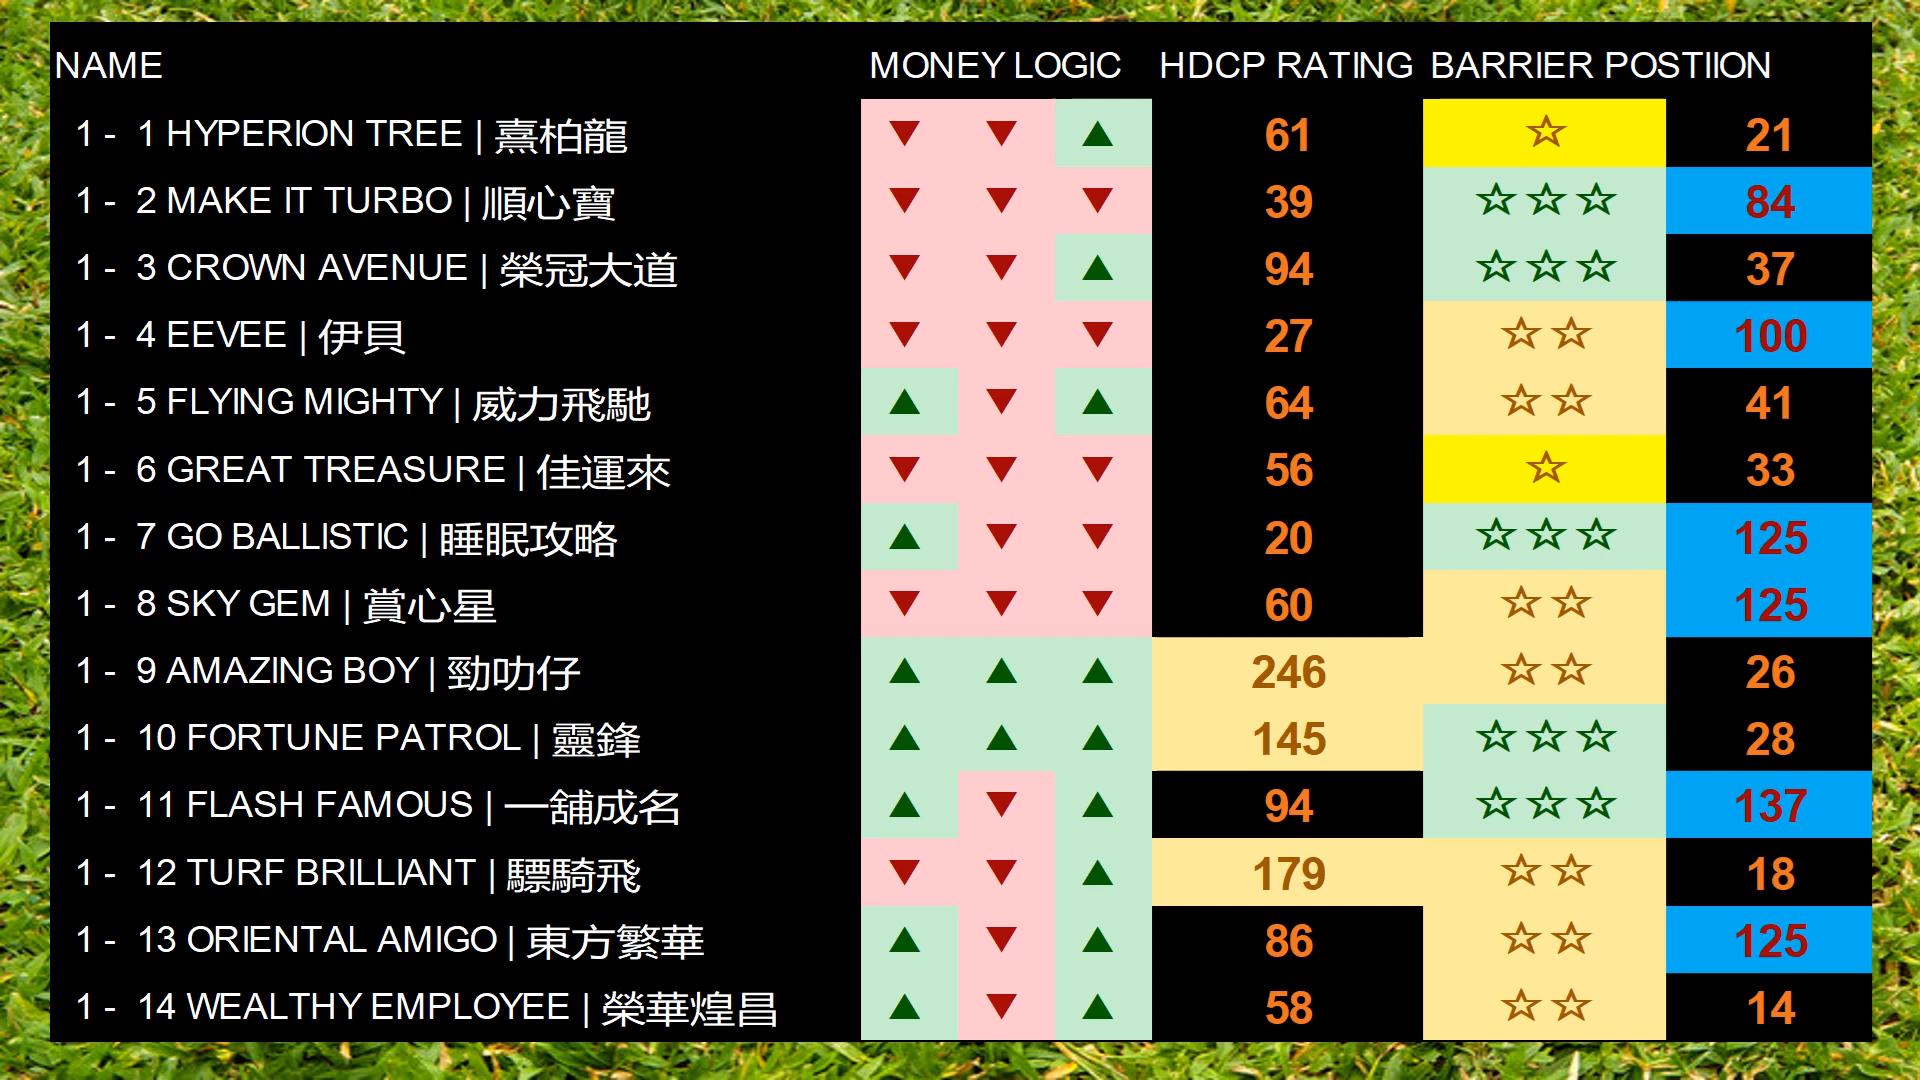 NAME MONEY LOGIC HDCP RATING BARRIER POSTIION
1 - 1 HYPERION TREE | 熹柏龍 ▼ ▼ ▲ 61 ☆ 21
1 - 2 MAKE IT TURBO | 順心寶 ▼ ▼ ▼ 39 ☆☆☆ 84
1 - 3 CROWN AVENUE | 榮冠大道 ▼ ▼ ▲ 94 ☆☆☆ 37
1 - 4 EEVEE | 伊貝 ▼ ▼ ▼ 27 ☆☆ 100
1 - 5 FLYING MIGHTY | 威力飛馳 ▲ ▼ ▲ 64 ☆☆ 41
1 - 6 GREAT TREASURE | 佳運來 ▼ ▼ ▼ 56 ☆ 33
1 - 7 GO BALLISTIC | 睡眠攻略 ▲ ▼ ▼ 20 ☆☆☆ 125
1 - 8 SKY GEM | 賞心星 ▼ ▼ ▼ 60 ☆☆ 125
1 - 9 AMAZING BOY | 勁叻仔 ▲ ▲ ▲ 246 ☆☆ 26
1 - 10 FORTUNE PATROL | 靈鋒 ▲ ▲ ▲ 145 ☆☆☆ 28
1 - 11 FLASH FAMOUS | 一舖成名 ▲ ▼ ▲ 94 ☆☆☆ 137
1 - 12 TURF BRILLIANT | 驃騎飛 ▼ ▼ ▲ 179 ☆☆ 18
1 - 13 ORIENTAL AMIGO | 東方繁華 ▲ ▼ ▲ 86 ☆☆ 125
1 - 14 WEALTHY EMPLOYEE | 榮華煌昌 ▲ ▼ ▲ 58 ☆☆ 14